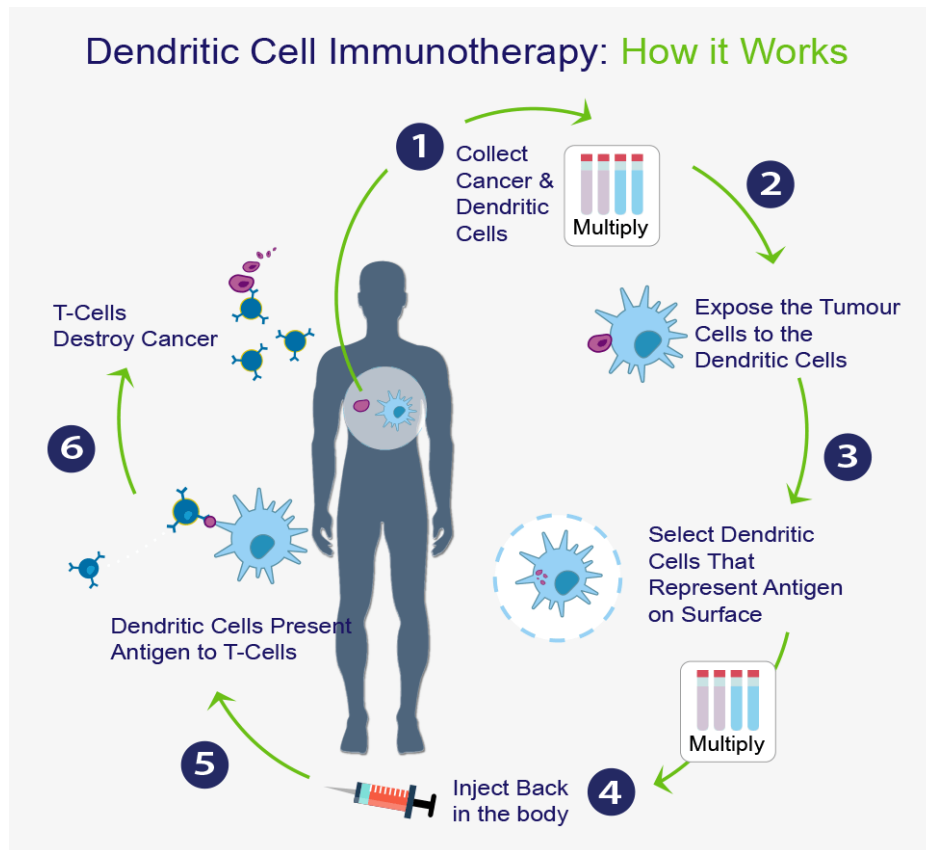 Dendritic Cell Immunotherapy: How it Works
1
Collect
Cancer &
Dendritic
Cells
Multiply
2
Expose the Tumour
Cells to the
Dendritic Cells
3
Select Dendritic
Cells That
Represent Antigen
on Surface
Multiply
4
Inject Back
in the body
5
Dendritic Cells Present
Antigen to T-Cells
6
T-Cells
Destroy Cancer